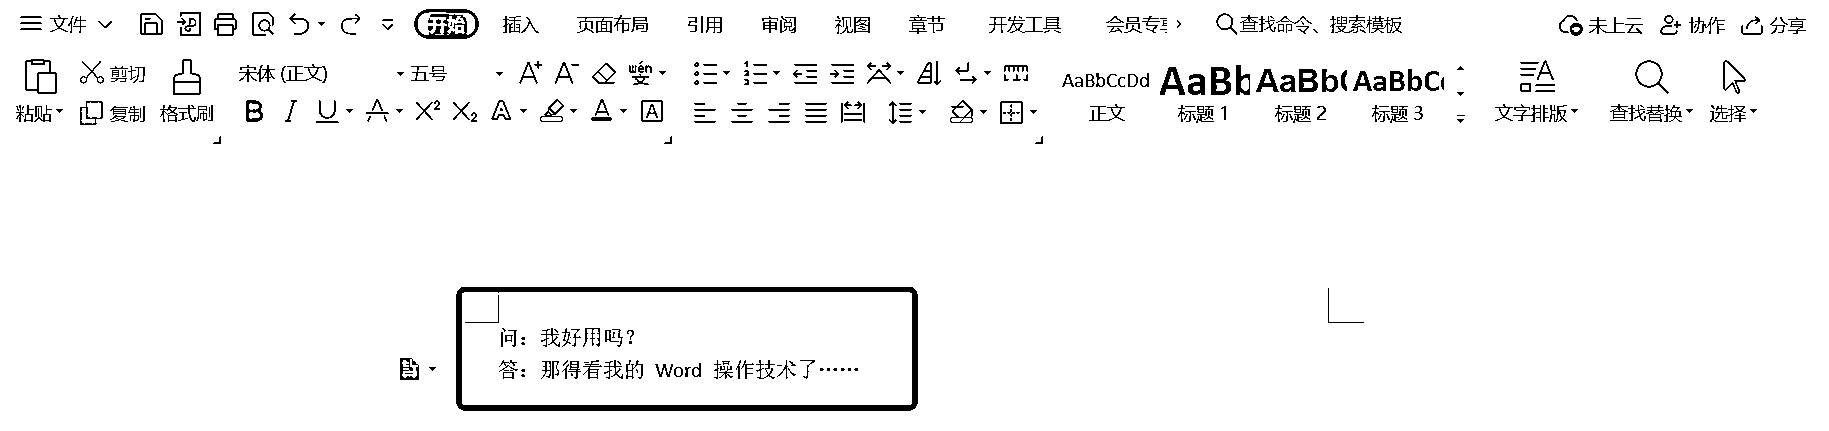 文件 开始 插入 页面布局 引用 审阅 视图 章节 开发工具 会员专 查找命令、搜索模板 未上云 协作 分享
粘贴 剪切 复制 格式刷
宋体 (正文) 五号 A+ A- wén 文
B I U A X² X₂ A A A
AaBbCcDd AaBb AaBb( AaBbC
正文 标题 1 标题 2 标题 3 文字排版 查找替换 选择
问：我好用吗？
答：那得看我的 Word 操作技术了……